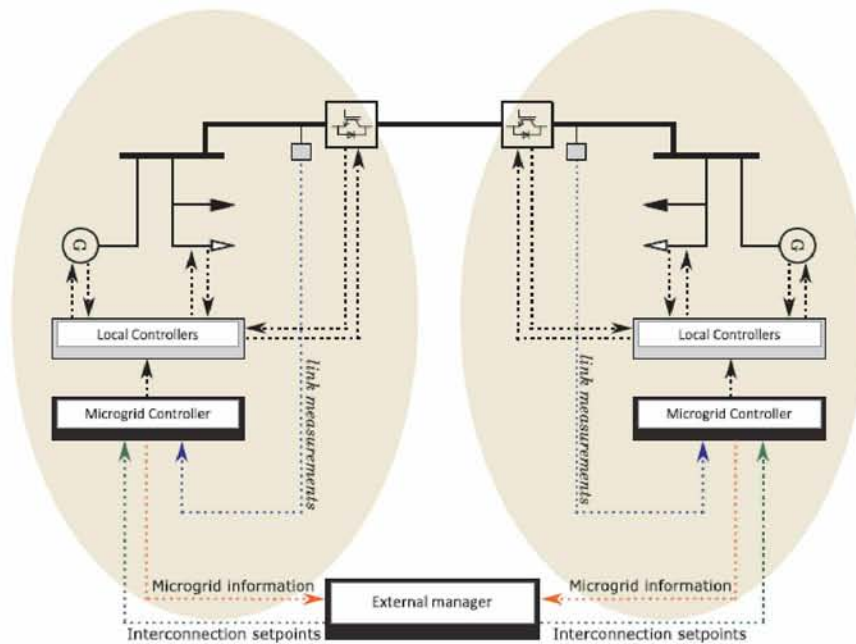 G
G
Local Controllers
Local Controllers
link measurements
link measurements
Microgrid Controller
Microgrid Controller
Microgrid information
Microgrid information
External manager
Interconnection setpoints
Interconnection setpoints